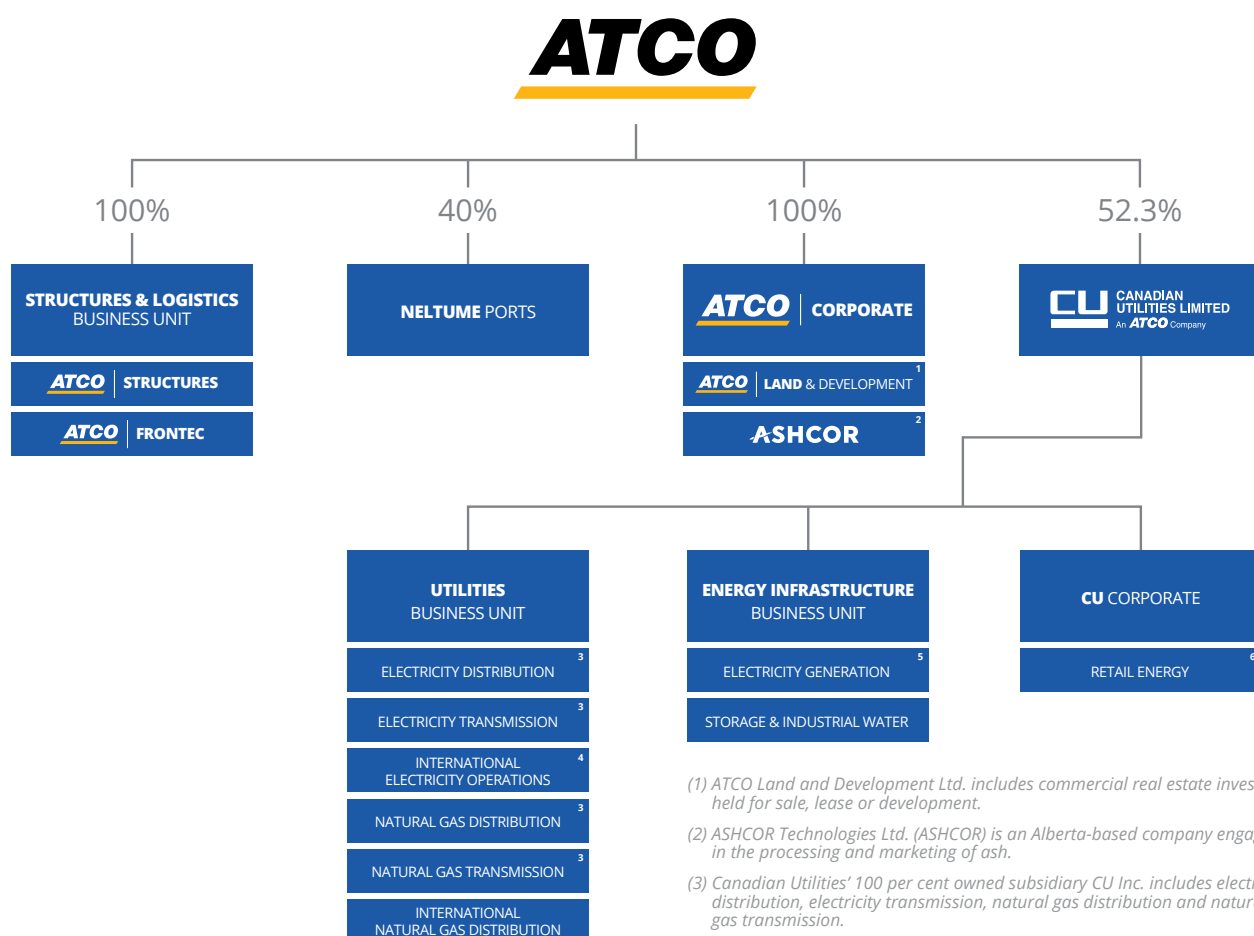 ATCO
100%
40%
100%
52.3%
STRUCTURES & LOGISTICS
BUSINESS UNIT
ATCO | STRUCTURES
ATCO | FRONTEC
NELTUME PORTS
ATCO | CORPORATE
ATCO | LAND & DEVELOPMENT 1
ASHCOR 2
CU CANADIAN
UTILITIES LIMITED
An ATCO Company
UTILITIES
BUSINESS UNIT
ELECTRICITY DISTRIBUTION 3
ELECTRICITY TRANSMISSION 3
INTERNATIONAL 4
ELECTRICITY OPERATIONS
NATURAL GAS DISTRIBUTION 3
NATURAL GAS TRANSMISSION 3
INTERNATIONAL
NATURAL GAS DISTRIBUTION
ENERGY INFRASTRUCTURE
BUSINESS UNIT
ELECTRICITY GENERATION 5
STORAGE & INDUSTRIAL WATER
CU CORPORATE
RETAIL ENERGY 6
(1) ATCO Land and Development Ltd. includes commercial real estate
held for sale, lease or development.
(2) ASHCOR Technologies Ltd. (ASHCOR) is an Alberta-based company
in the processing and marketing of ash.
(3) Canadian Utilities' 100 per cent owned subsidiary CU Inc. includes
distribution, electricity transmission, natural gas distribution and
gas transmission.